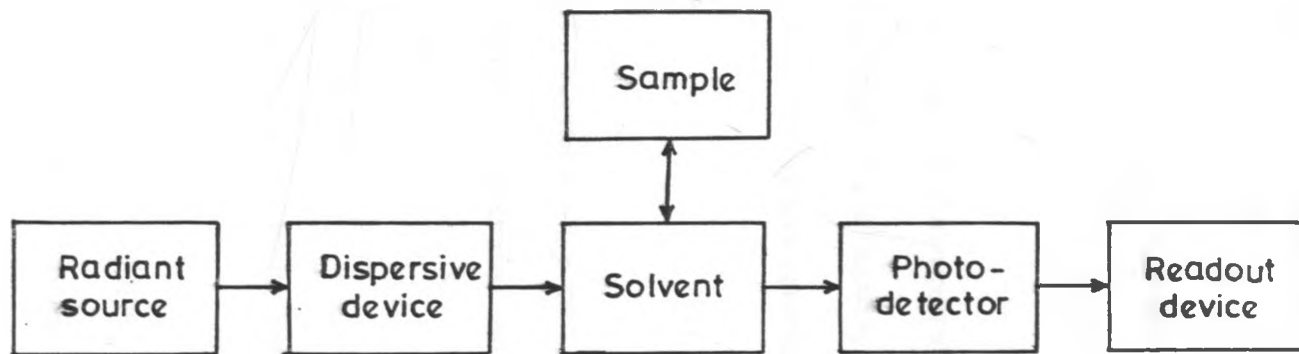 Sample
Radiant
source
Dispersive
device
Solvent
Photo-
detector
Readout
device